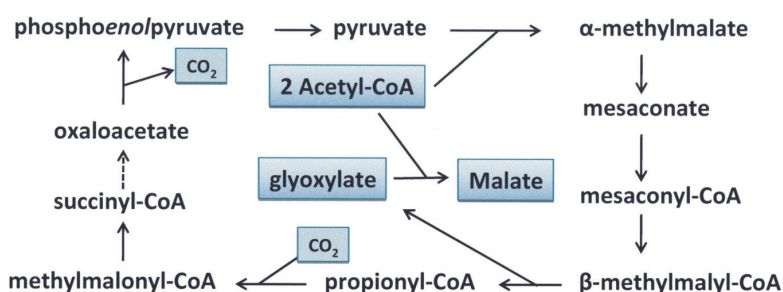 phosphoenolpyruvate pyruvate α-methylmalate
CO₂
2 Acetyl-CoA
mesaconate
oxaloacetate
glyoxylate Malate
succinyl-CoA mesaconyl-CoA
CO₂
methylmalonyl-CoA propionyl-CoA β-methylmalyl-CoA